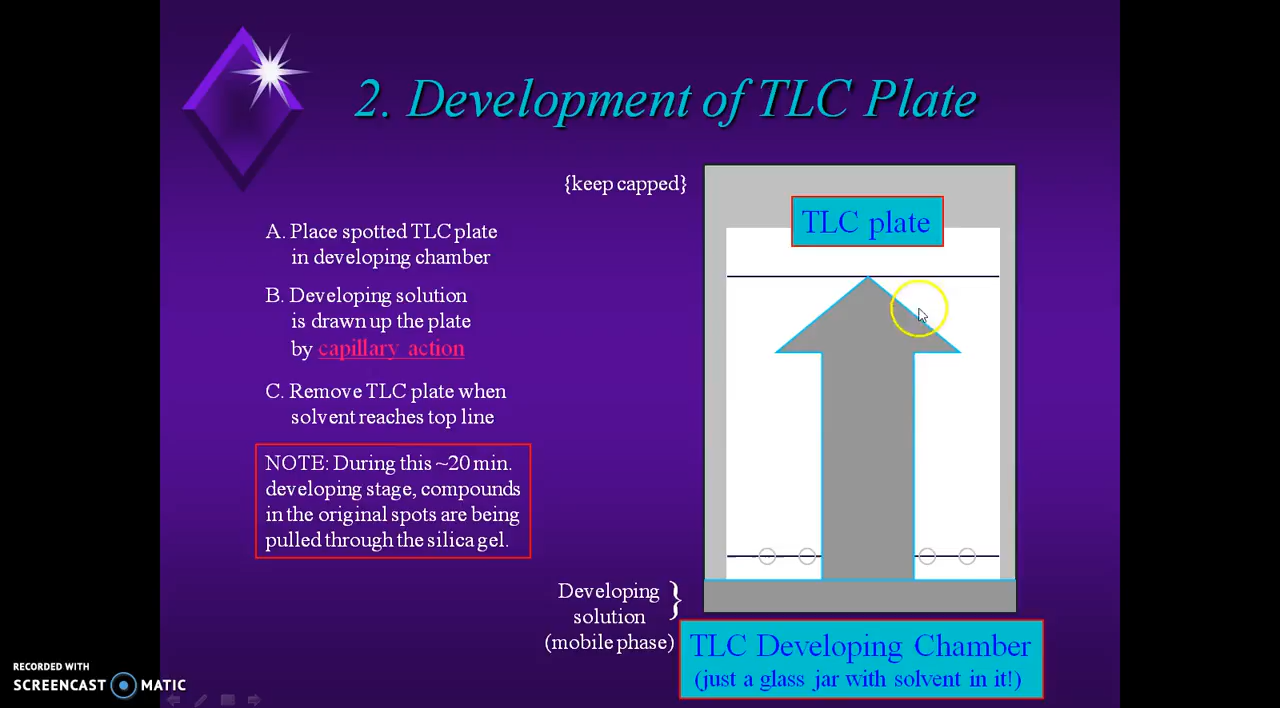 2. Development of TLC Plate
{keep capped}
A. Place spotted TLC plate
in developing chamber
B. Developing solution
is drawn up the plate
by capillary action
C. Remove TLC plate when
solvent reaches top line
NOTE: During this ~20 min.
developing stage, compounds
in the original spots are being
pulled through the silica gel.
TLC plate
Developing
solution
(mobile phase)
}
TLC Developing Chamber
(just a glass jar with solvent in it!)
RECORDED WITH
SCREENCAST MATIC